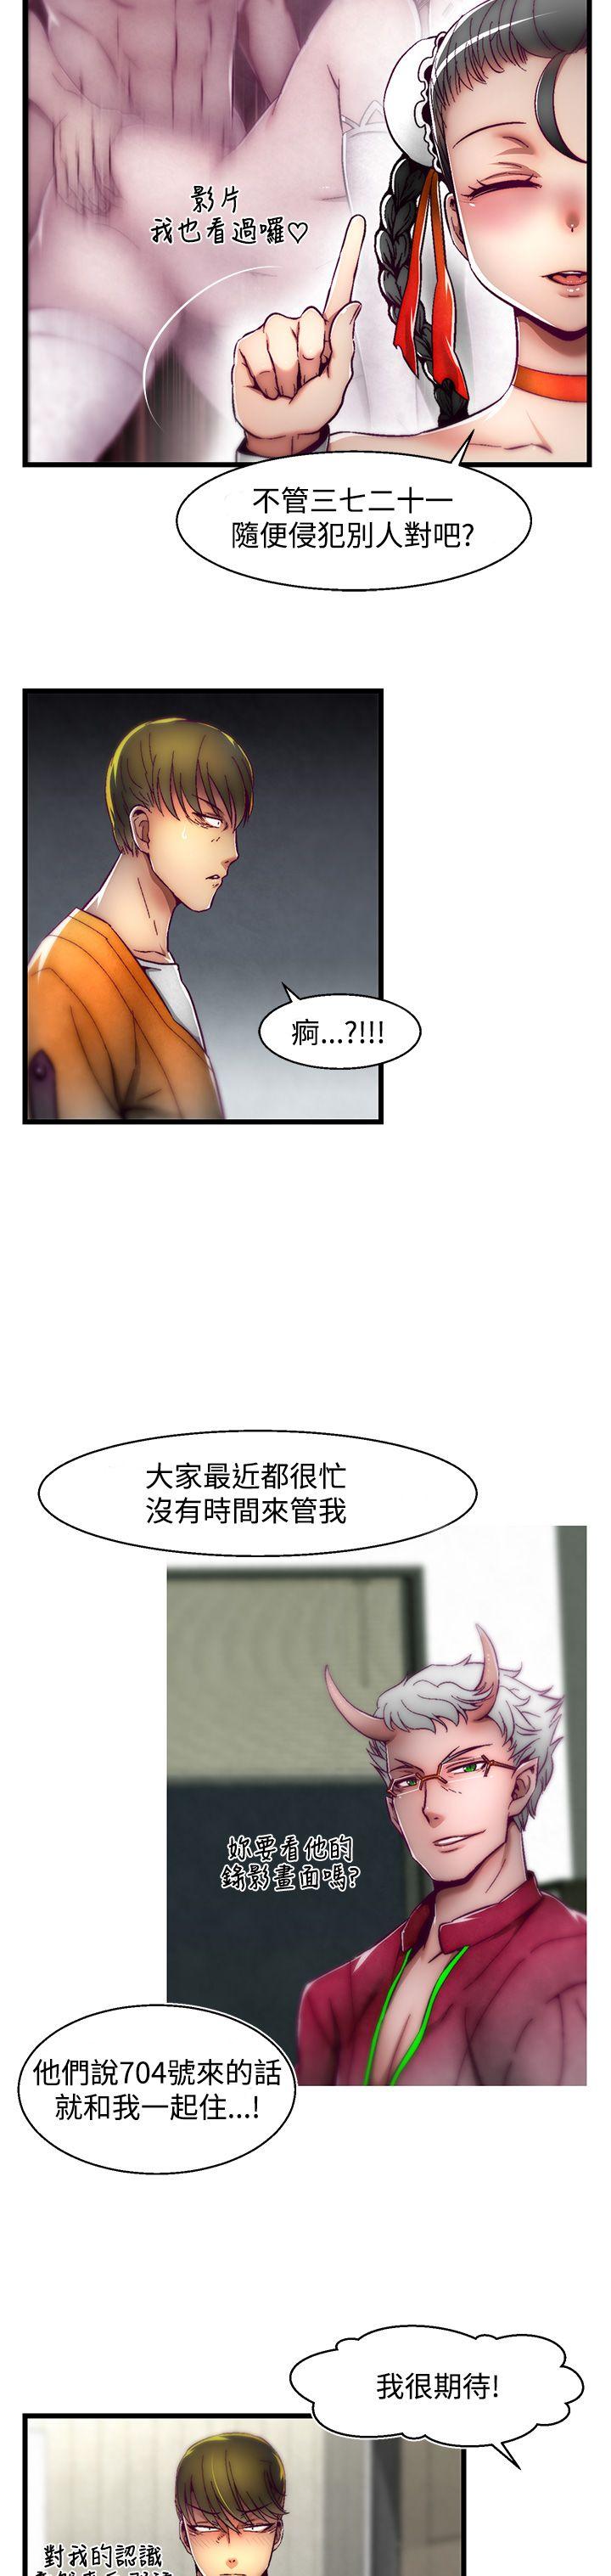 影片
我也看過囉♡
不管三七二十一
隨便侵犯別人對吧?
痾...?!!!
大家最近都很忙
沒有時間來管我
妳要看他的
錄影畫面嗎?
他們說704號來的話
就和我一起住...!
我很期待!
對我的認識